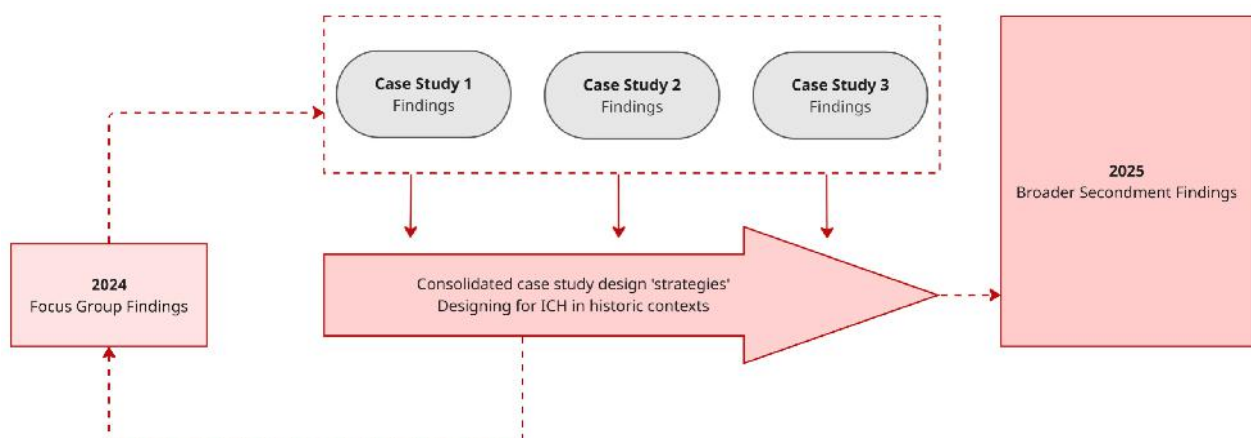 Case Study 1
Findings
Case Study 2
Findings
Case Study 3
Findings
2025
Broader Secondment Findings
2024
Focus Group Findings
Consolidated case study design 'strategies'
Designing for ICH in historic contexts